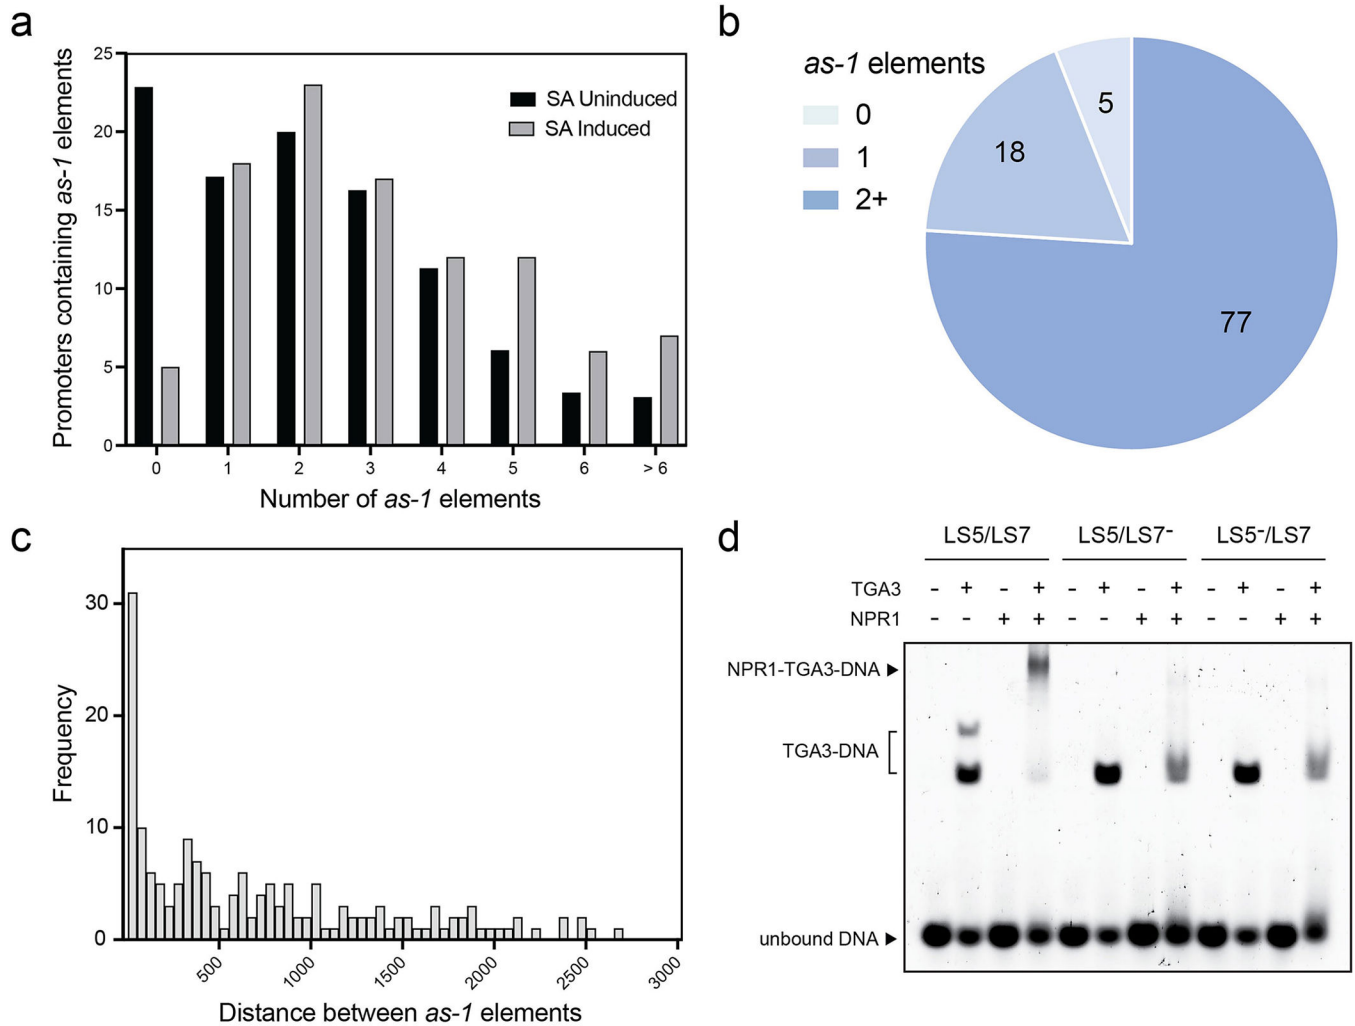 a
Promoters containing as-1 elements
25
20
15
10
5
0
SA Uninduced
SA Induced
0 1 2 3 4 5 6 > 6
Number of as-1 elements
b
as-1 elements
0
1
2+
5
18
77
c
Frequency
30
20
10
0
500 1000 1500 2000 2500 3000
Distance between as-1 elements
d
LS5/LS7 LS5/LS7- LS5-/LS7
TGA3 - + - + - + - + - + - +
NPR1 - - + + - - + + - - + +
NPR1-TGA3-DNA
TGA3-DNA
unbound DNA